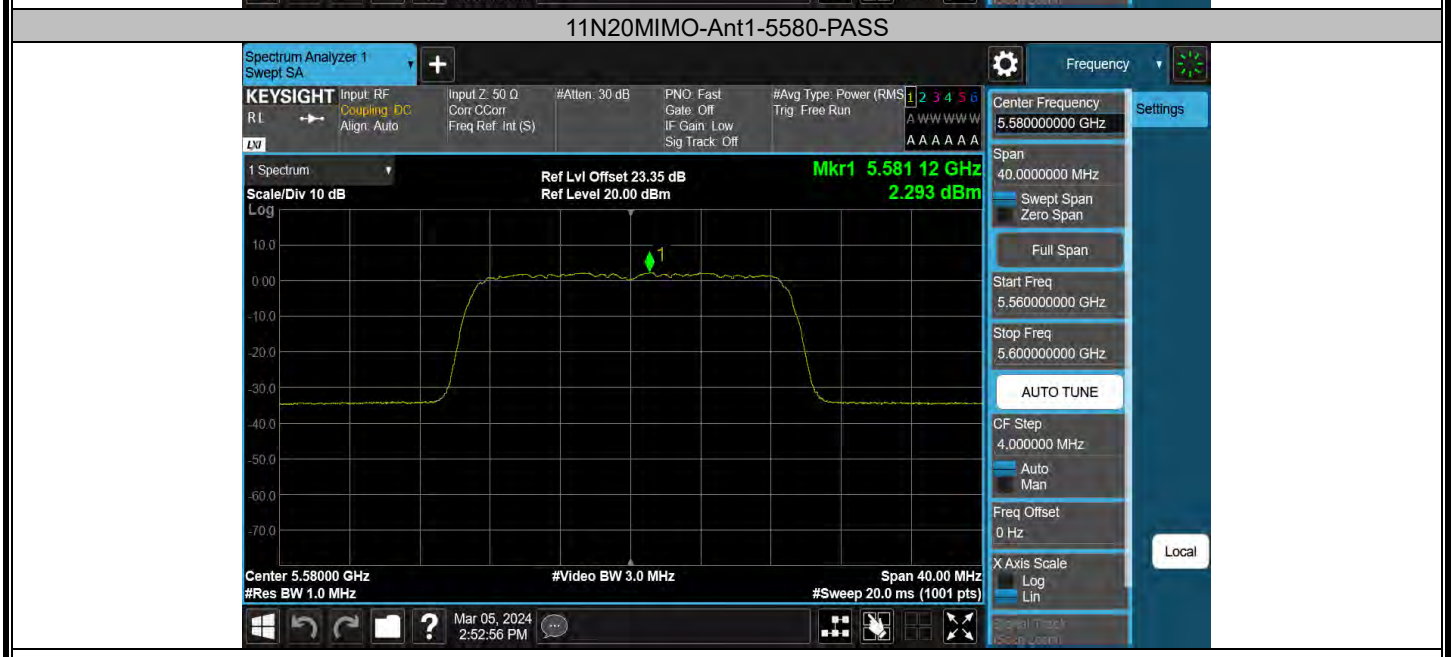 11N20MIMO-Ant1-5580-PASS
Spectrum Analyzer 1
Swept SA
+
Frequency
KEYSIGHT
RL
LXI
Input: RF
Coupling: DC
Align: Auto
Input Z: 50 Ω
Corr CCorr
Freq Ref: Int (S)
#Atten: 30 dB
PNO: Fast
Gate: Off
IF Gain: Low
Sig Track: Off
#Avg Type: Power (RMS
Trig: Free Run
1 2 3 4 5 6
A WW WW W
A A A A A A
1 Spectrum
Scale/Div 10 dB
Log
Ref Lvl Offset 23.35 dB
Ref Level 20.00 dBm
Mkr1 5.581 12 GHz
2.293 dBm
1
10.0
0.00
-10.0
-20.0
-30.0
-40.0
-50.0
-60.0
-70.0
Center 5.58000 GHz
#Res BW 1.0 MHz
#Video BW 3.0 MHz
Span 40.00 MHz
#Sweep 20.0 ms (1001 pts)
Center Frequency
5.580000000 GHz
Settings
Span
40.0000000 MHz
Swept Span
Zero Span
Full Span
Start Freq
5.560000000 GHz
Stop Freq
5.600000000 GHz
AUTO TUNE
CF Step
4.000000 MHz
Auto
Man
Freq Offset
0 Hz
X Axis Scale
Log
Lin
Signal Track
(Span Zoom)
Local
?
Mar 05, 2024
2:52:56 PM